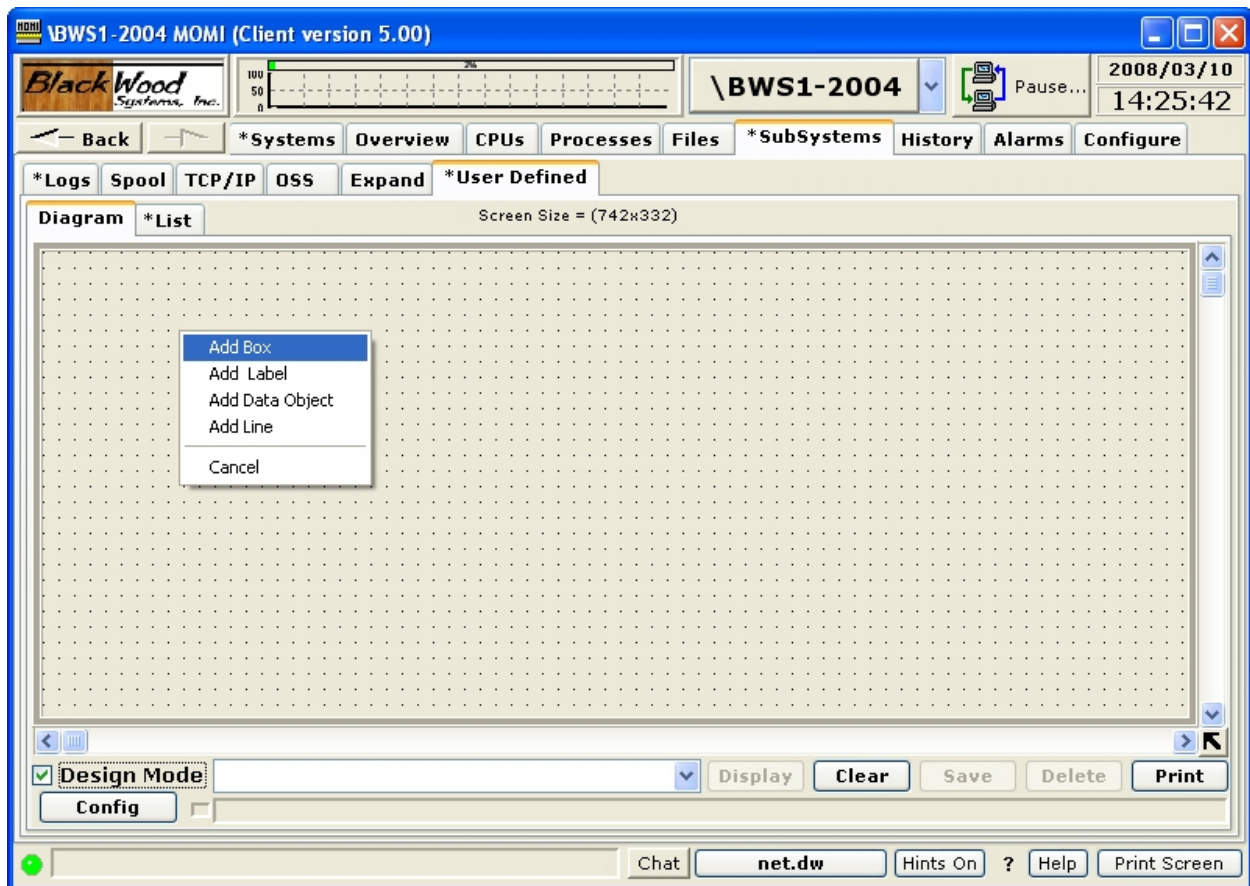 MOMI \BWS1-2004 MOMI (Client version 5.00)
BlackWood Systems, Inc.
100
50
0
2%
\BWS1-2004
Pause...
2008/03/10
14:25:42
Back *Systems Overview CPUs Processes Files *SubSystems History Alarms Configure
*Logs Spool TCP/IP OSS Expand *User Defined
Diagram *List Screen Size = (742x332)
Add Box
Add Label
Add Data Object
Add Line
Cancel
Design Mode Display Clear Save Delete Print
Config
Chat net.dw Hints On ? Help Print Screen